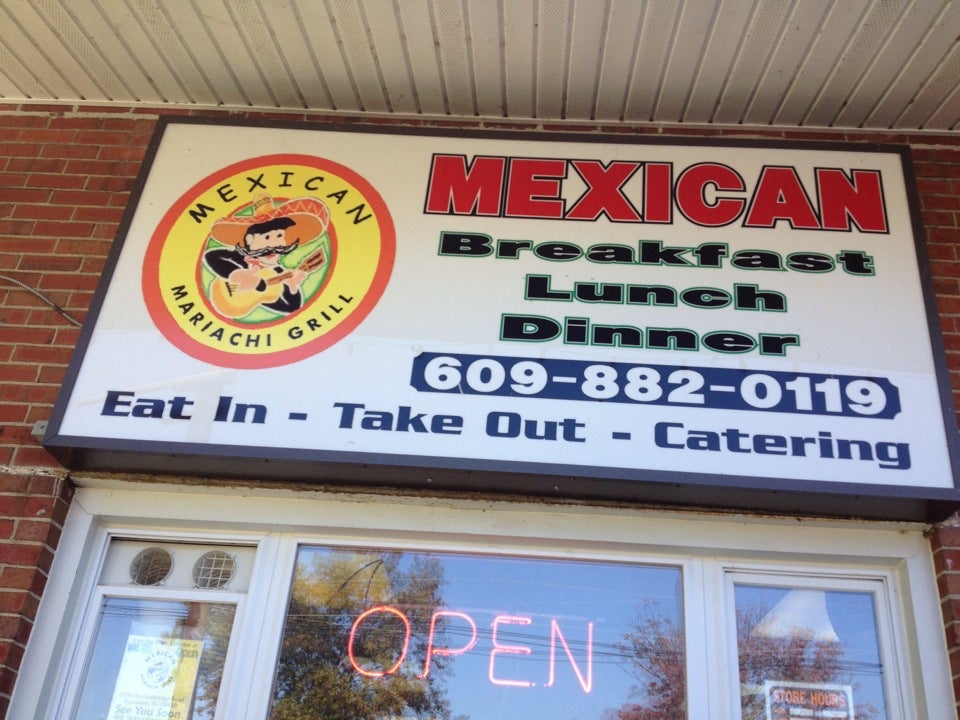 MEXICAN
MARIACHI GRILL
MEXICAN
Breakfast
Lunch
Dinner
609-882-0119
Eat In - Take Out - Catering
OPEN
MEXICAN
See You Soon
STORE HOURS